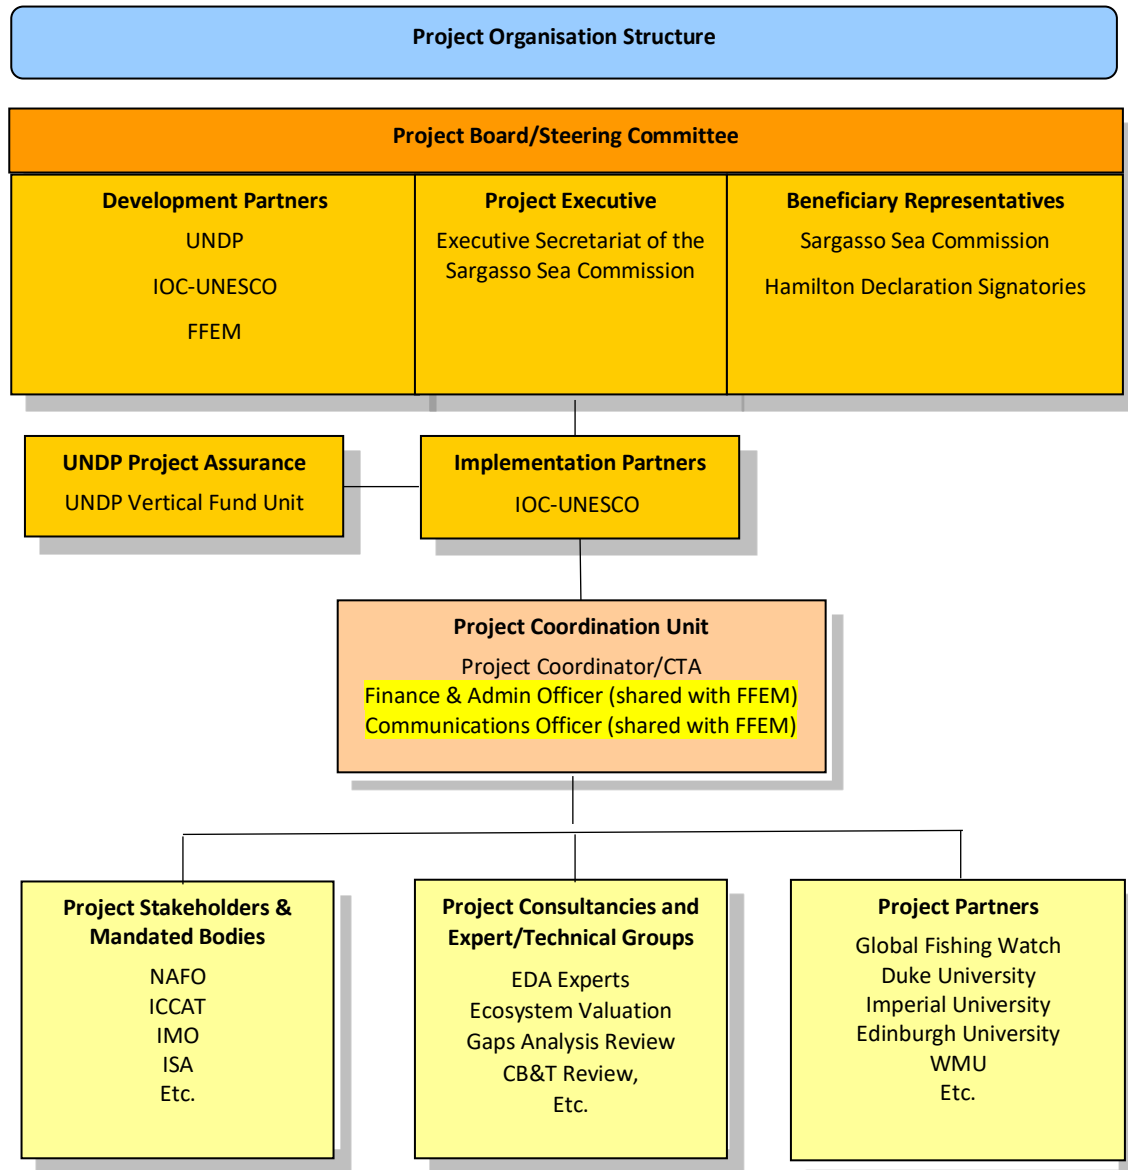 Project Organisation Structure
Project Board/Steering Committee
Development Partners
UNDP
IOC-UNESCO
FFEM
Project Executive
Executive Secretariat of the
Sargasso Sea Commission
Beneficiary Representatives
Sargasso Sea Commission
Hamilton Declaration Signatories
UNDP Project Assurance
UNDP Vertical Fund Unit
Implementation Partners
IOC-UNESCO
Project Coordination Unit
Project Coordinator/CTA
Finance & Admin Officer (shared with FFEM)
Communications Officer (shared with FFEM)
Project Stakeholders &
Mandated Bodies
NAFO
ICCAT
IMO
ISA
Etc.
Project Consultancies and
Expert/Technical Groups
EDA Experts
Ecosystem Valuation
Gaps Analysis Review
CB&T Review,
Etc.
Project Partners
Global Fishing Watch
Duke University
Imperial University
Edinburgh University
WMU
Etc.